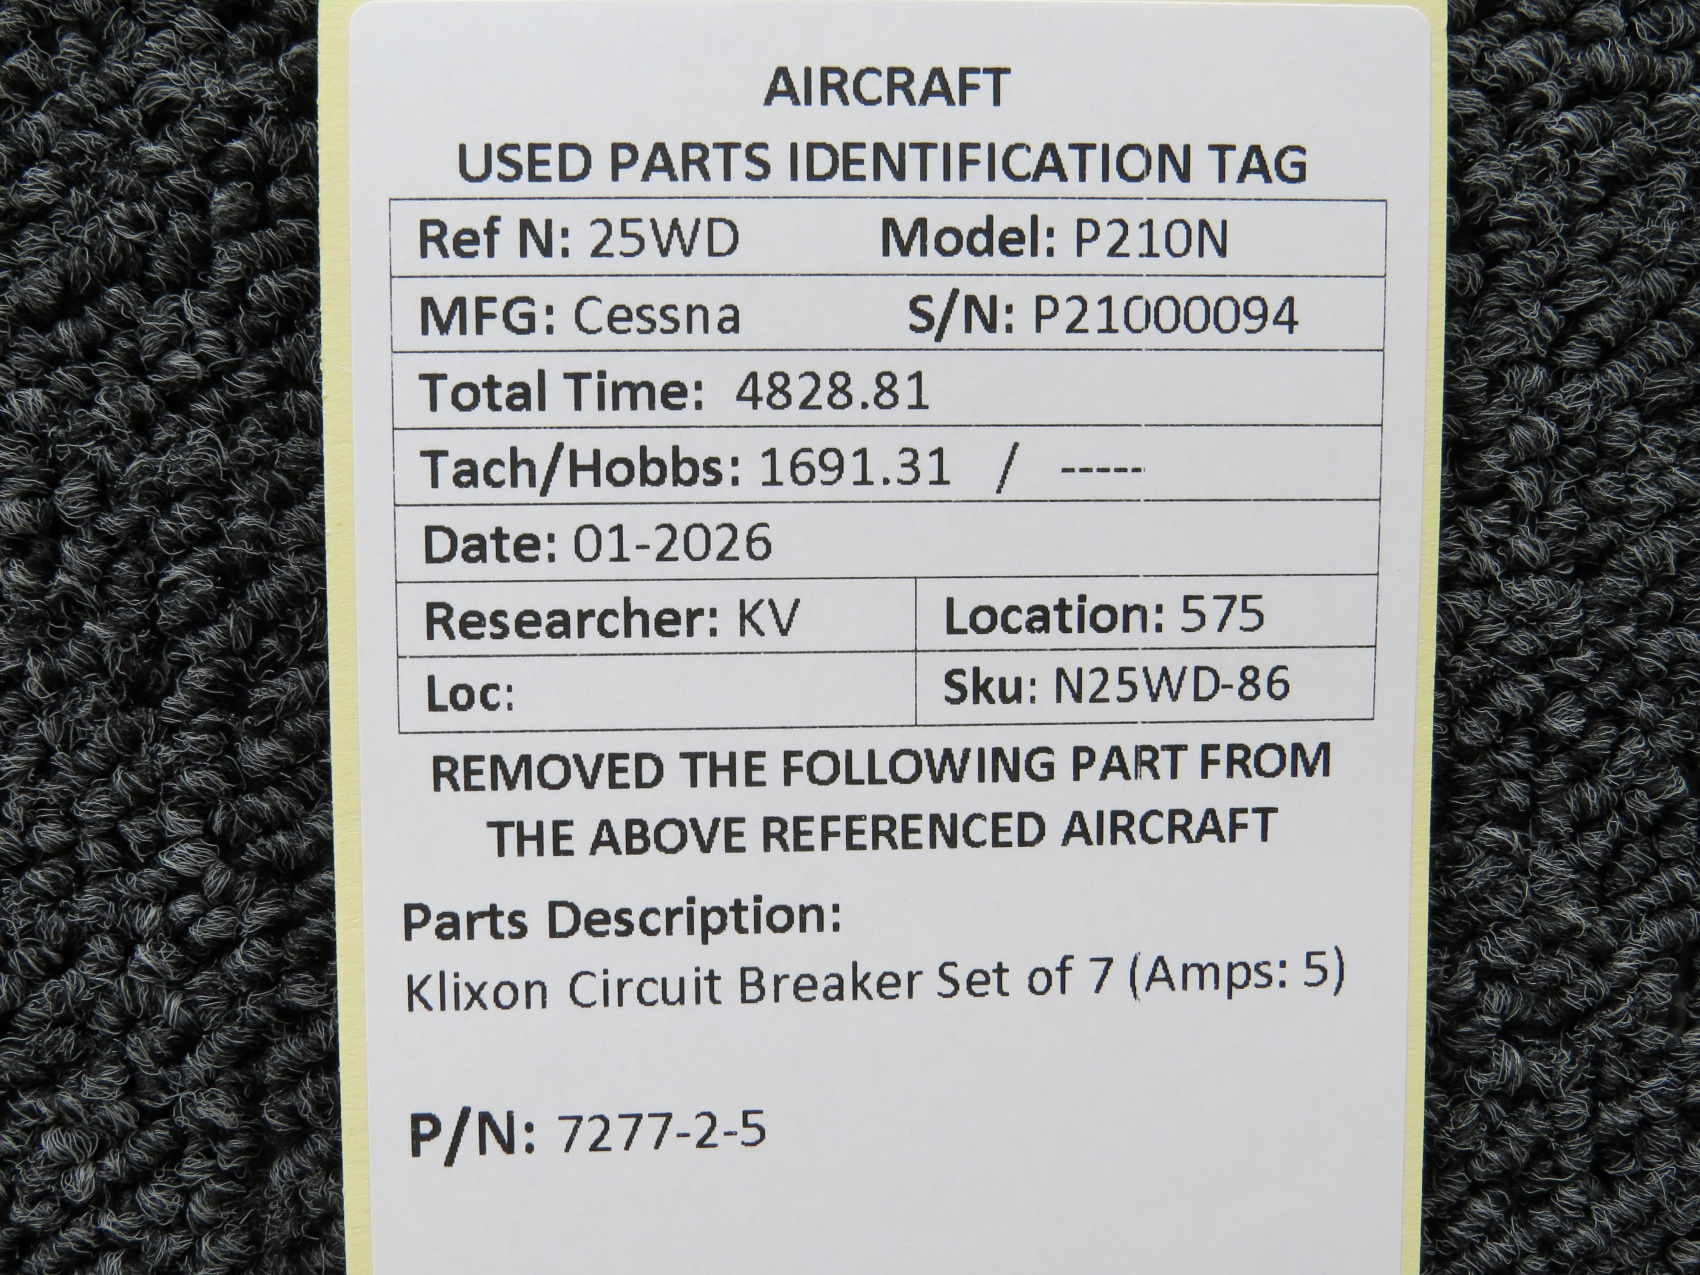 AIRCRAFT
USED PARTS IDENTIFICATION TAG
Ref N: 25WD Model: P210N
MFG: Cessna S/N: P21000094
Total Time: 4828.81
Tach/Hobbs: 1691.31 / -----
Date: 01-2026
Researcher: KV Location: 575
Loc: Sku: N25WD-86
REMOVED THE FOLLOWING PART FROM
THE ABOVE REFERENCED AIRCRAFT
Parts Description:
Klixon Circuit Breaker Set of 7 (Amps: 5)
P/N: 7277-2-5